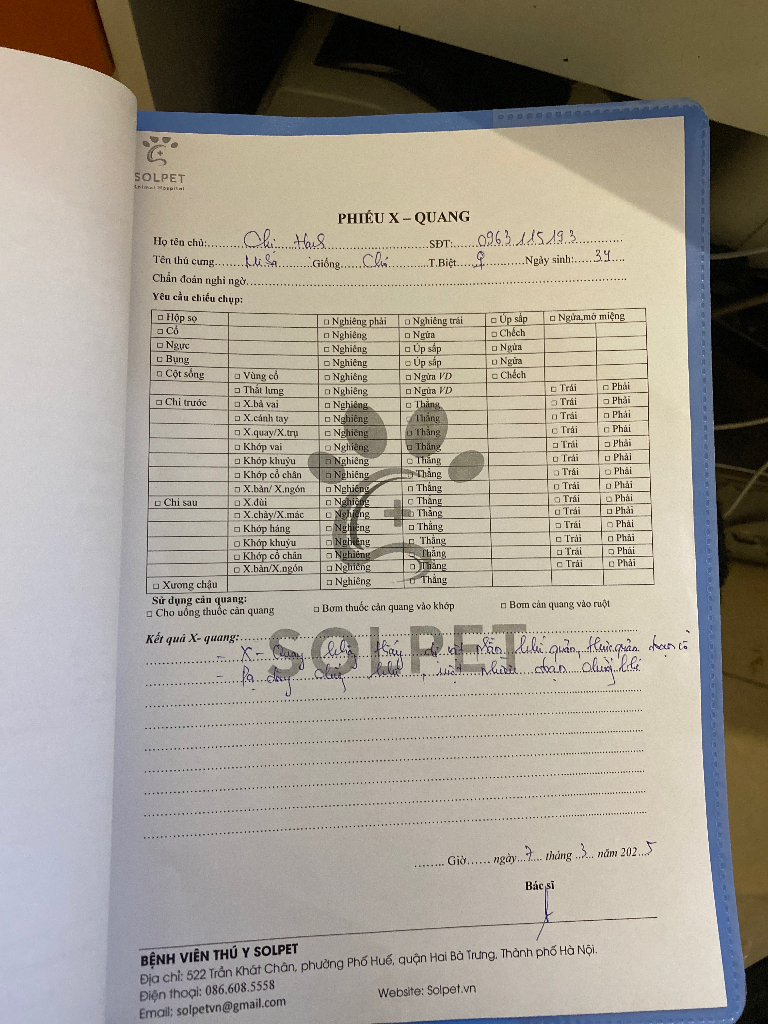 SOLPET
Animal Hospital
PHIẾU X – QUANG
Họ tên chủ:........Chi ........SĐT:......0963115193............
Tên thú cưng........Giống.....Chó..........T.Biệt..♀..........Ngày sinh:....3Y.....
Chẩn đoán nghi ngờ............
Yêu cầu chiếu chụp:
□ Hộp sọ □ Nghiêng phải □ Nghiêng trái □ Úp sấp □ Ngửa,mở miệng
□ Cổ □ Nghiêng □ Ngửa □ Chếch
□ Ngực □ Nghiêng □ Úp sấp □ Ngửa
□ Bụng □ Nghiêng □ Úp sấp □ Ngửa
□ Cột sống □ Vùng cổ □ Nghiêng □ Ngửa VD □ Chếch
□ Thắt lưng □ Nghiêng □ Ngửa VD □ Trái □ Phải
□ Chi trước □ X.bả vai □ Nghiêng □ Thẳng □ Trái □ Phải
□ X.cánh tay □ Nghiêng Thẳng □ Trái □ Phải
□ X.quay/X.trụ □ Nghiêng □ Thẳng □ Trái □ Phải
□ Khớp vai □ Nghiêng □ Thẳng □ Trái □ Phải
□ Khớp khuỷu □ Nghiêng □ Thẳng □ Trái □ Phải
□ Khớp cổ chân □ Nghiêng □ Thẳng □ Trái □ Phải
□ X.bàn/ X.ngón □ Nghiêng □ Thẳng □ Trái □ Phải
□ Chi sau □ X.đùi □ Nghiêng □ Thẳng □ Trái □ Phải
□ X.chày/X.mác □ Nghiêng □ Thẳng □ Trái □ Phải
□ Khớp háng □ Nghiêng □ Thẳng □ Trái □ Phải
□ Khớp khuỷu □ Nghiêng □ Thẳng □ Trái □ Phải
□ Khớp cổ chân □ Nghiêng □ Thẳng □ Trái □ Phải
□ X.bàn/X.ngón □ Nghiêng □ Thẳng □ Trái □ Phải
□ Xương chậu □ Nghiêng □ Thẳng
Sử dụng cản quang:
□ Cho uống thuốc cản quang □ Bơm thuốc cản quang vào khớp □ Bơm cản quang vào ruột
Kết quả X- quang:............
SOLPET
- X - Quang không thấy dị vật cản khí quản, thực quản đoạn cổ
- Dạ dày chứa , ruột nhiều đoạn chướng khí
........ Giờ...... ngày..7.... tháng ..3... năm 202...5
Bác sĩ
BỆNH VIỆN THÚ Y SOLPET
Địa chỉ: 522 Trần Khát Chân, phường Phố Huế, quận Hai Bà Trưng, Thành phố Hà Nội.
Điện thoại: 086.608.5558
Website: Solpet.vn
Email: solpetvn@gmail.com